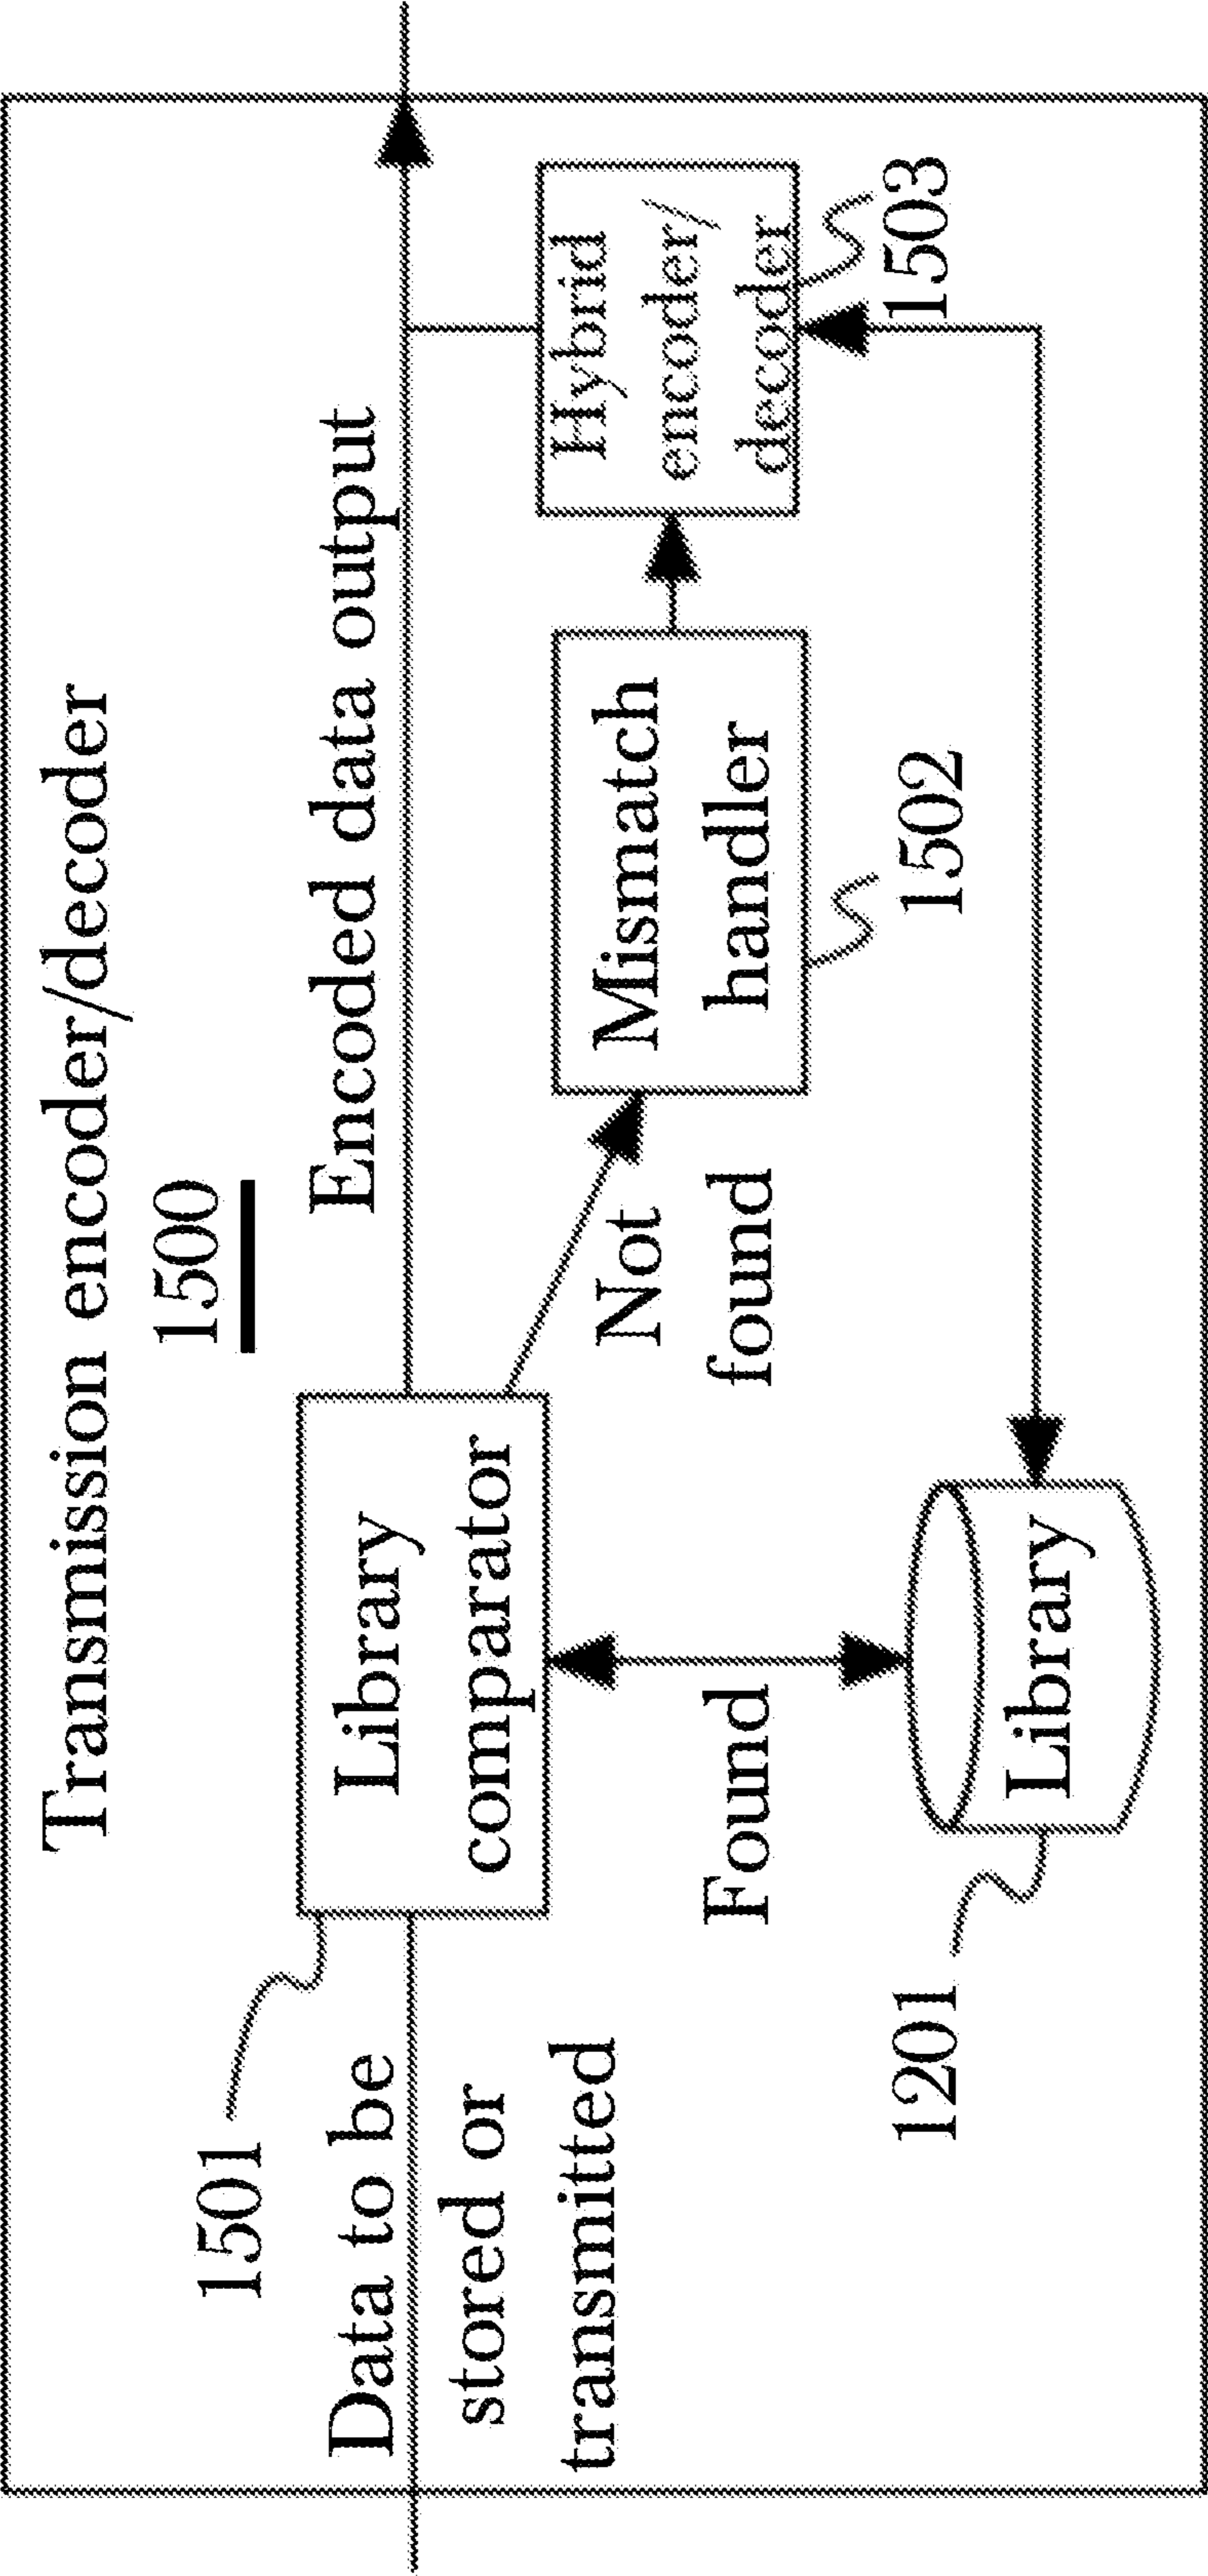 Transmission encoder/decoder
1500
1501
Data to be
stored or
transmitted
Library
comparator
Encoded data output
Not
found
Mismatch
handler
1502
Hybrid
encoder/
decoder
1503
Found
1201
Library